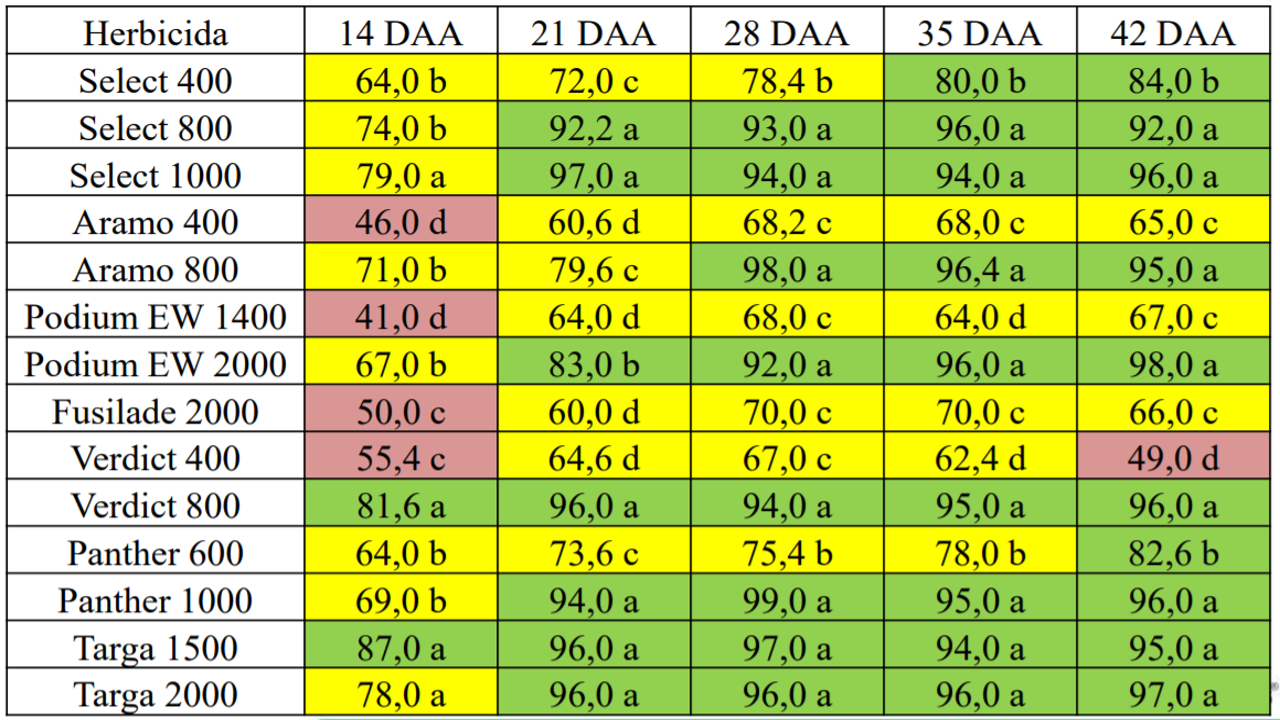 Herbicida 14 DAA 21 DAA 28 DAA 35 DAA 42 DAA
Select 400 64,0 b 72,0 c 78,4 b 80,0 b 84,0 b
Select 800 74,0 b 92,2 a 93,0 a 96,0 a 92,0 a
Select 1000 79,0 a 97,0 a 94,0 a 94,0 a 96,0 a
Aramo 400 46,0 d 60,6 d 68,2 c 68,0 c 65,0 c
Aramo 800 71,0 b 79,6 c 98,0 a 96,4 a 95,0 a
Podium EW 1400 41,0 d 64,0 d 68,0 c 64,0 d 67,0 c
Podium EW 2000 67,0 b 83,0 b 92,0 a 96,0 a 98,0 a
Fusilade 2000 50,0 c 60,0 d 70,0 c 70,0 c 66,0 c
Verdict 400 55,4 c 64,6 d 67,0 c 62,4 d 49,0 d
Verdict 800 81,6 a 96,0 a 94,0 a 95,0 a 96,0 a
Panther 600 64,0 b 73,6 c 75,4 b 78,0 b 82,6 b
Panther 1000 69,0 b 94,0 a 99,0 a 95,0 a 96,0 a
Targa 1500 87,0 a 96,0 a 97,0 a 94,0 a 95,0 a
Targa 2000 78,0 a 96,0 a 96,0 a 96,0 a 97,0 a